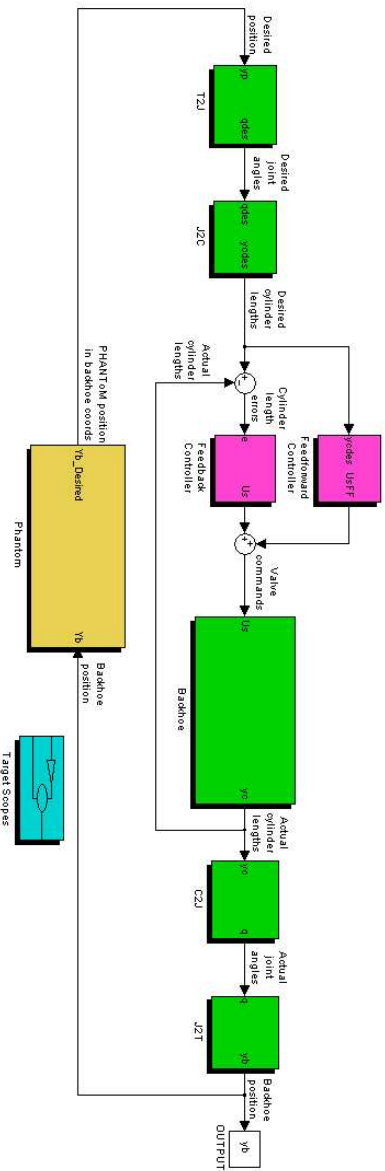 Desired
position
yp
qdes
T2J
Desired
joint
angles
qdes
yodes
J2C
Desired
cylinder
lengths
yodes UsFF
Feedforward
Controller
Cylinder
length
errors
e
Us
Feedback
Controller
Actual
cylinder
lengths
Valve
commands
Us
yc
Backhoe
Actual
cylinder
lengths
yc
q
C2J
Actual
joint
angles
q
yb
J2T
Backhoe
position
yb
OUTPUT
PHANToM position
in backhoe coords
Yb_Desired
Yb
Phantom
Backhoe
position
Target Scopes